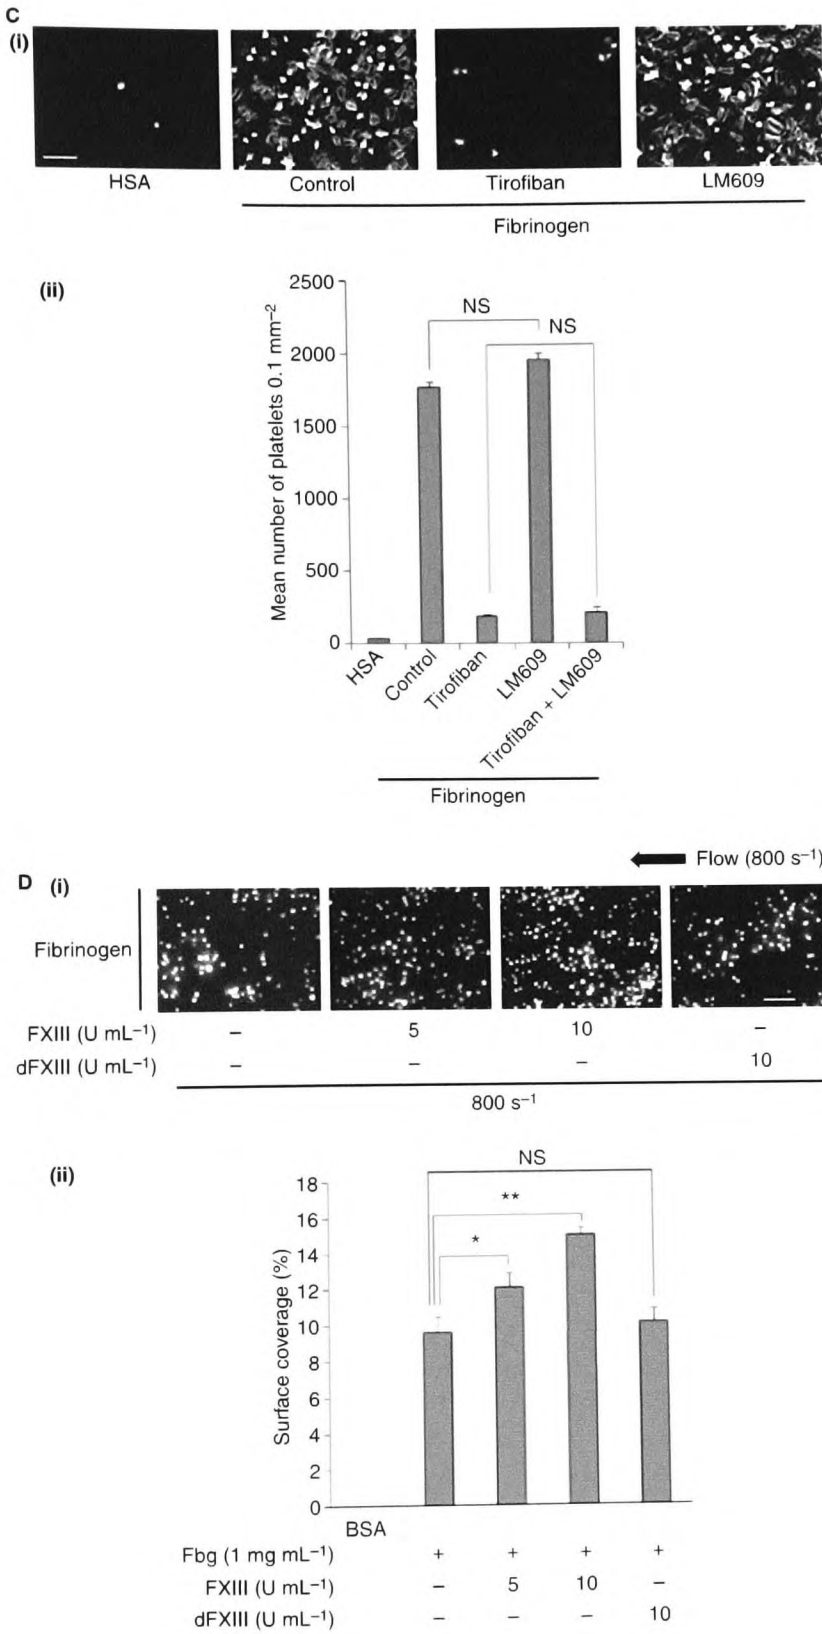 C
(i)
HSA Control Tirofiban LM609
Fibrinogen
(ii)
2500
2000
1500
1000
500
0
Mean number of platelets 0.1 mm⁻²
NS
NS
HSA
Control
Tirofiban
LM609
Tirofiban + LM609
Fibrinogen
Flow (800 s⁻¹)
D (i)
Fibrinogen
FXIII (U mL⁻¹) – 5 10 –
dFXIII (U mL⁻¹) – – – 10
800 s⁻¹
(ii)
NS
**
*
18
16
14
12
10
8
6
4
2
0
Surface coverage (%)
BSA
Fbg (1 mg mL⁻¹) + + + +
FXIII (U mL⁻¹) – 5 10 –
dFXIII (U mL⁻¹) – – – 10